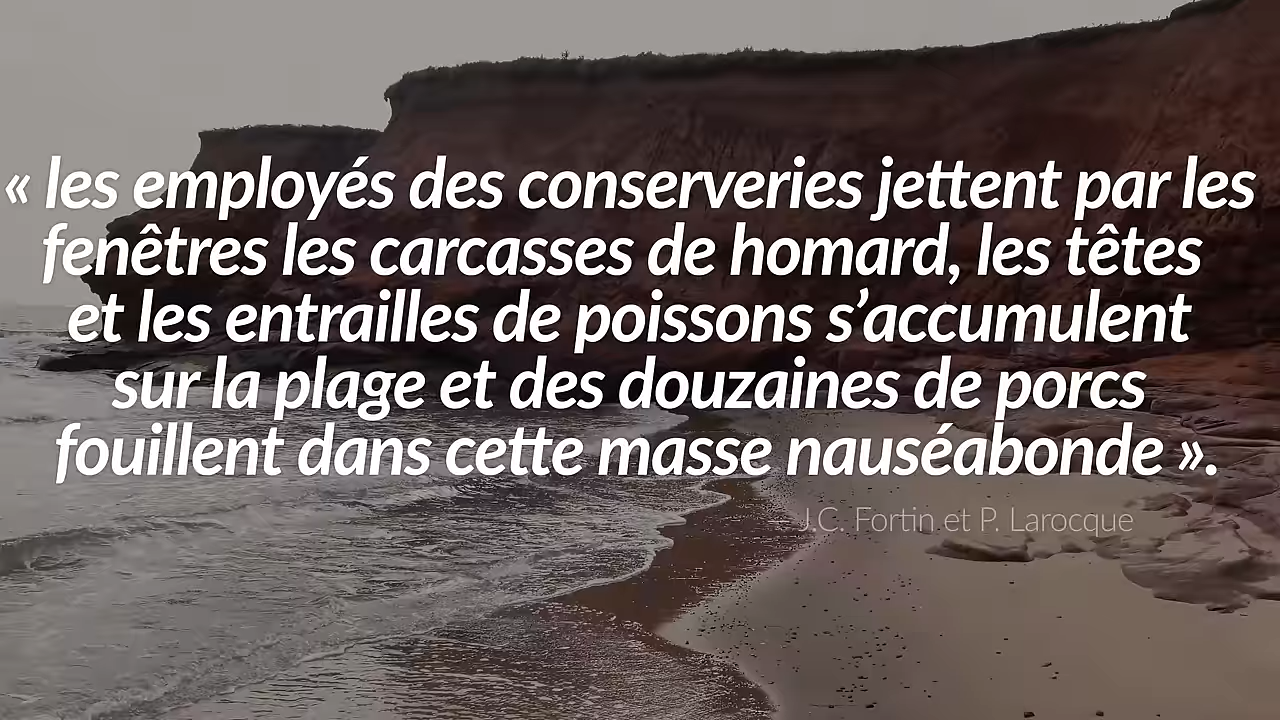 « les employés des conserveries jettent par les
fenêtres les carcasses de homard, les têtes
et les entrailles de poissons s’accumulent
sur la plage et des douzaines de porcs
fouillent dans cette masse nauséabonde ».
— J.C. Fortin et P. Larocque